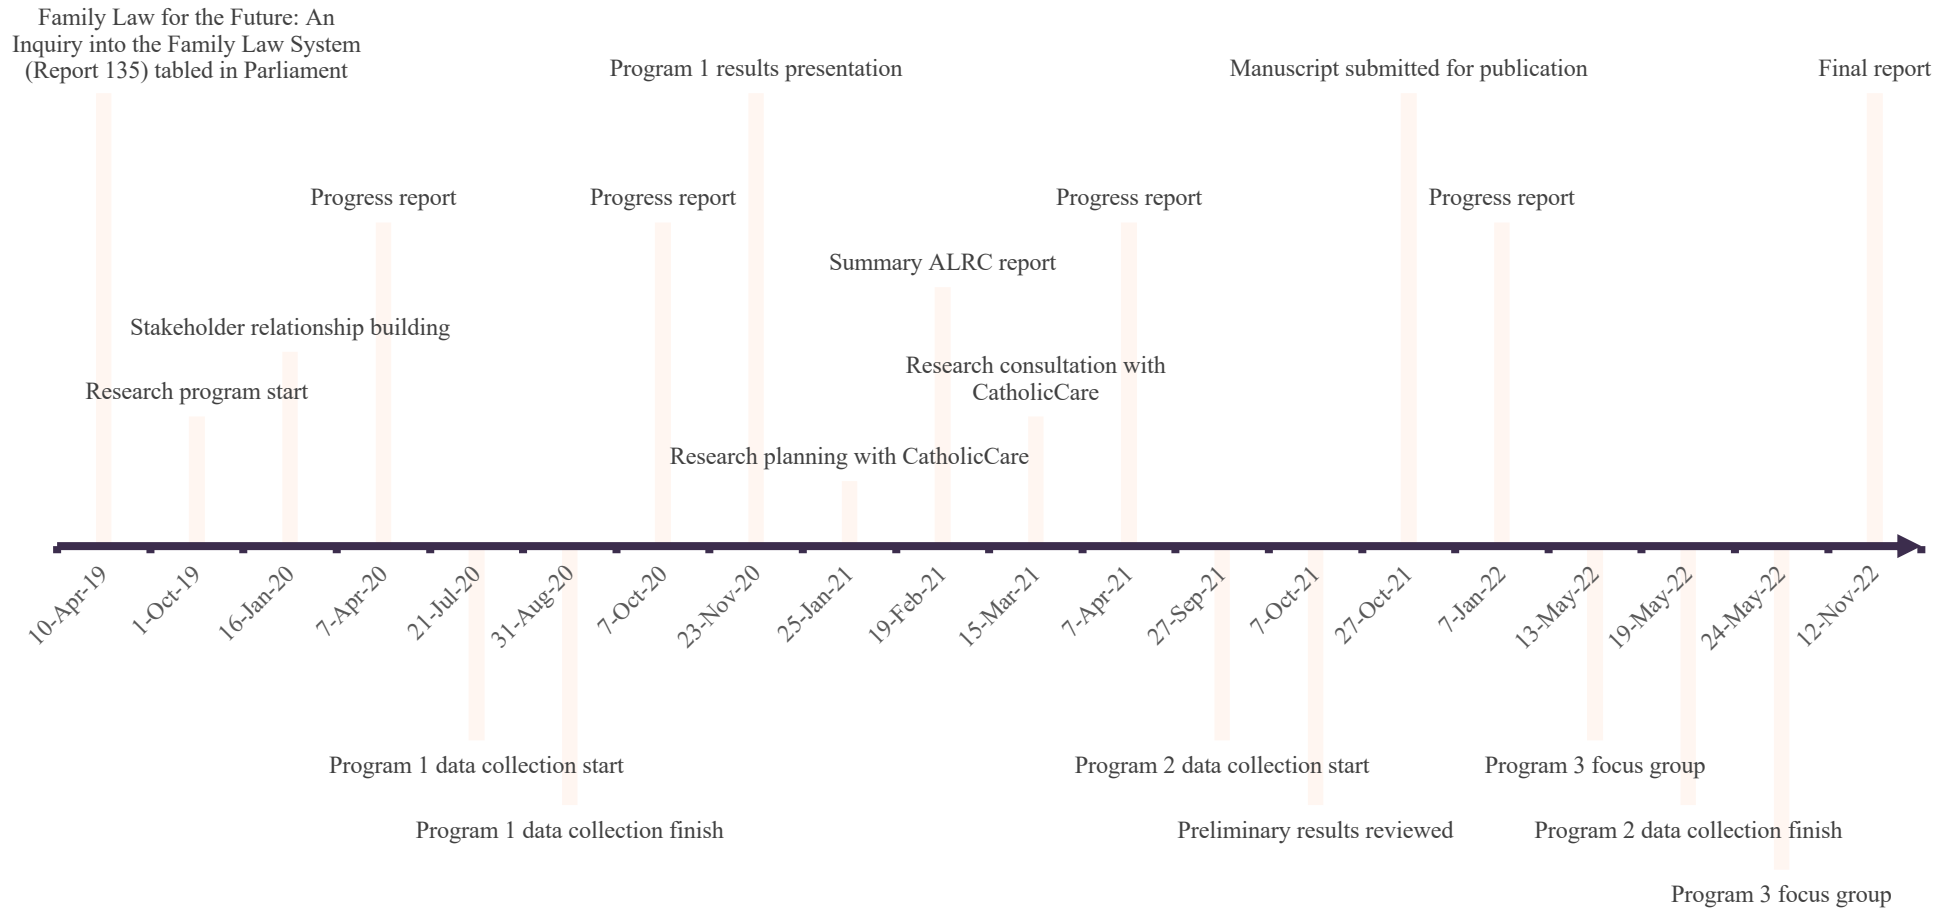 Family Law for the Future: An
Inquiry into the Family Law System
(Report 135) tabled in Parliament
Program 1 results presentation
Manuscript submitted for publication
Final report
Progress report
Progress report
Progress report
Progress report
Summary ALRC report
Stakeholder relationship building
Research consultation with
CatholicCare
Research program start
Research planning with CatholicCare
10-Apr-19
1-Oct-19
16-Jan-20
7-Apr-20
21-Jul-20
31-Aug-20
7-Oct-20
23-Nov-20
25-Jan-21
19-Feb-21
15-Mar-21
7-Apr-21
27-Sep-21
7-Oct-21
27-Oct-21
7-Jan-22
13-May-22
19-May-22
24-May-22
12-Nov-22
Program 1 data collection start
Program 2 data collection start
Program 3 focus group
Program 1 data collection finish
Preliminary results reviewed
Program 2 data collection finish
Program 3 focus group